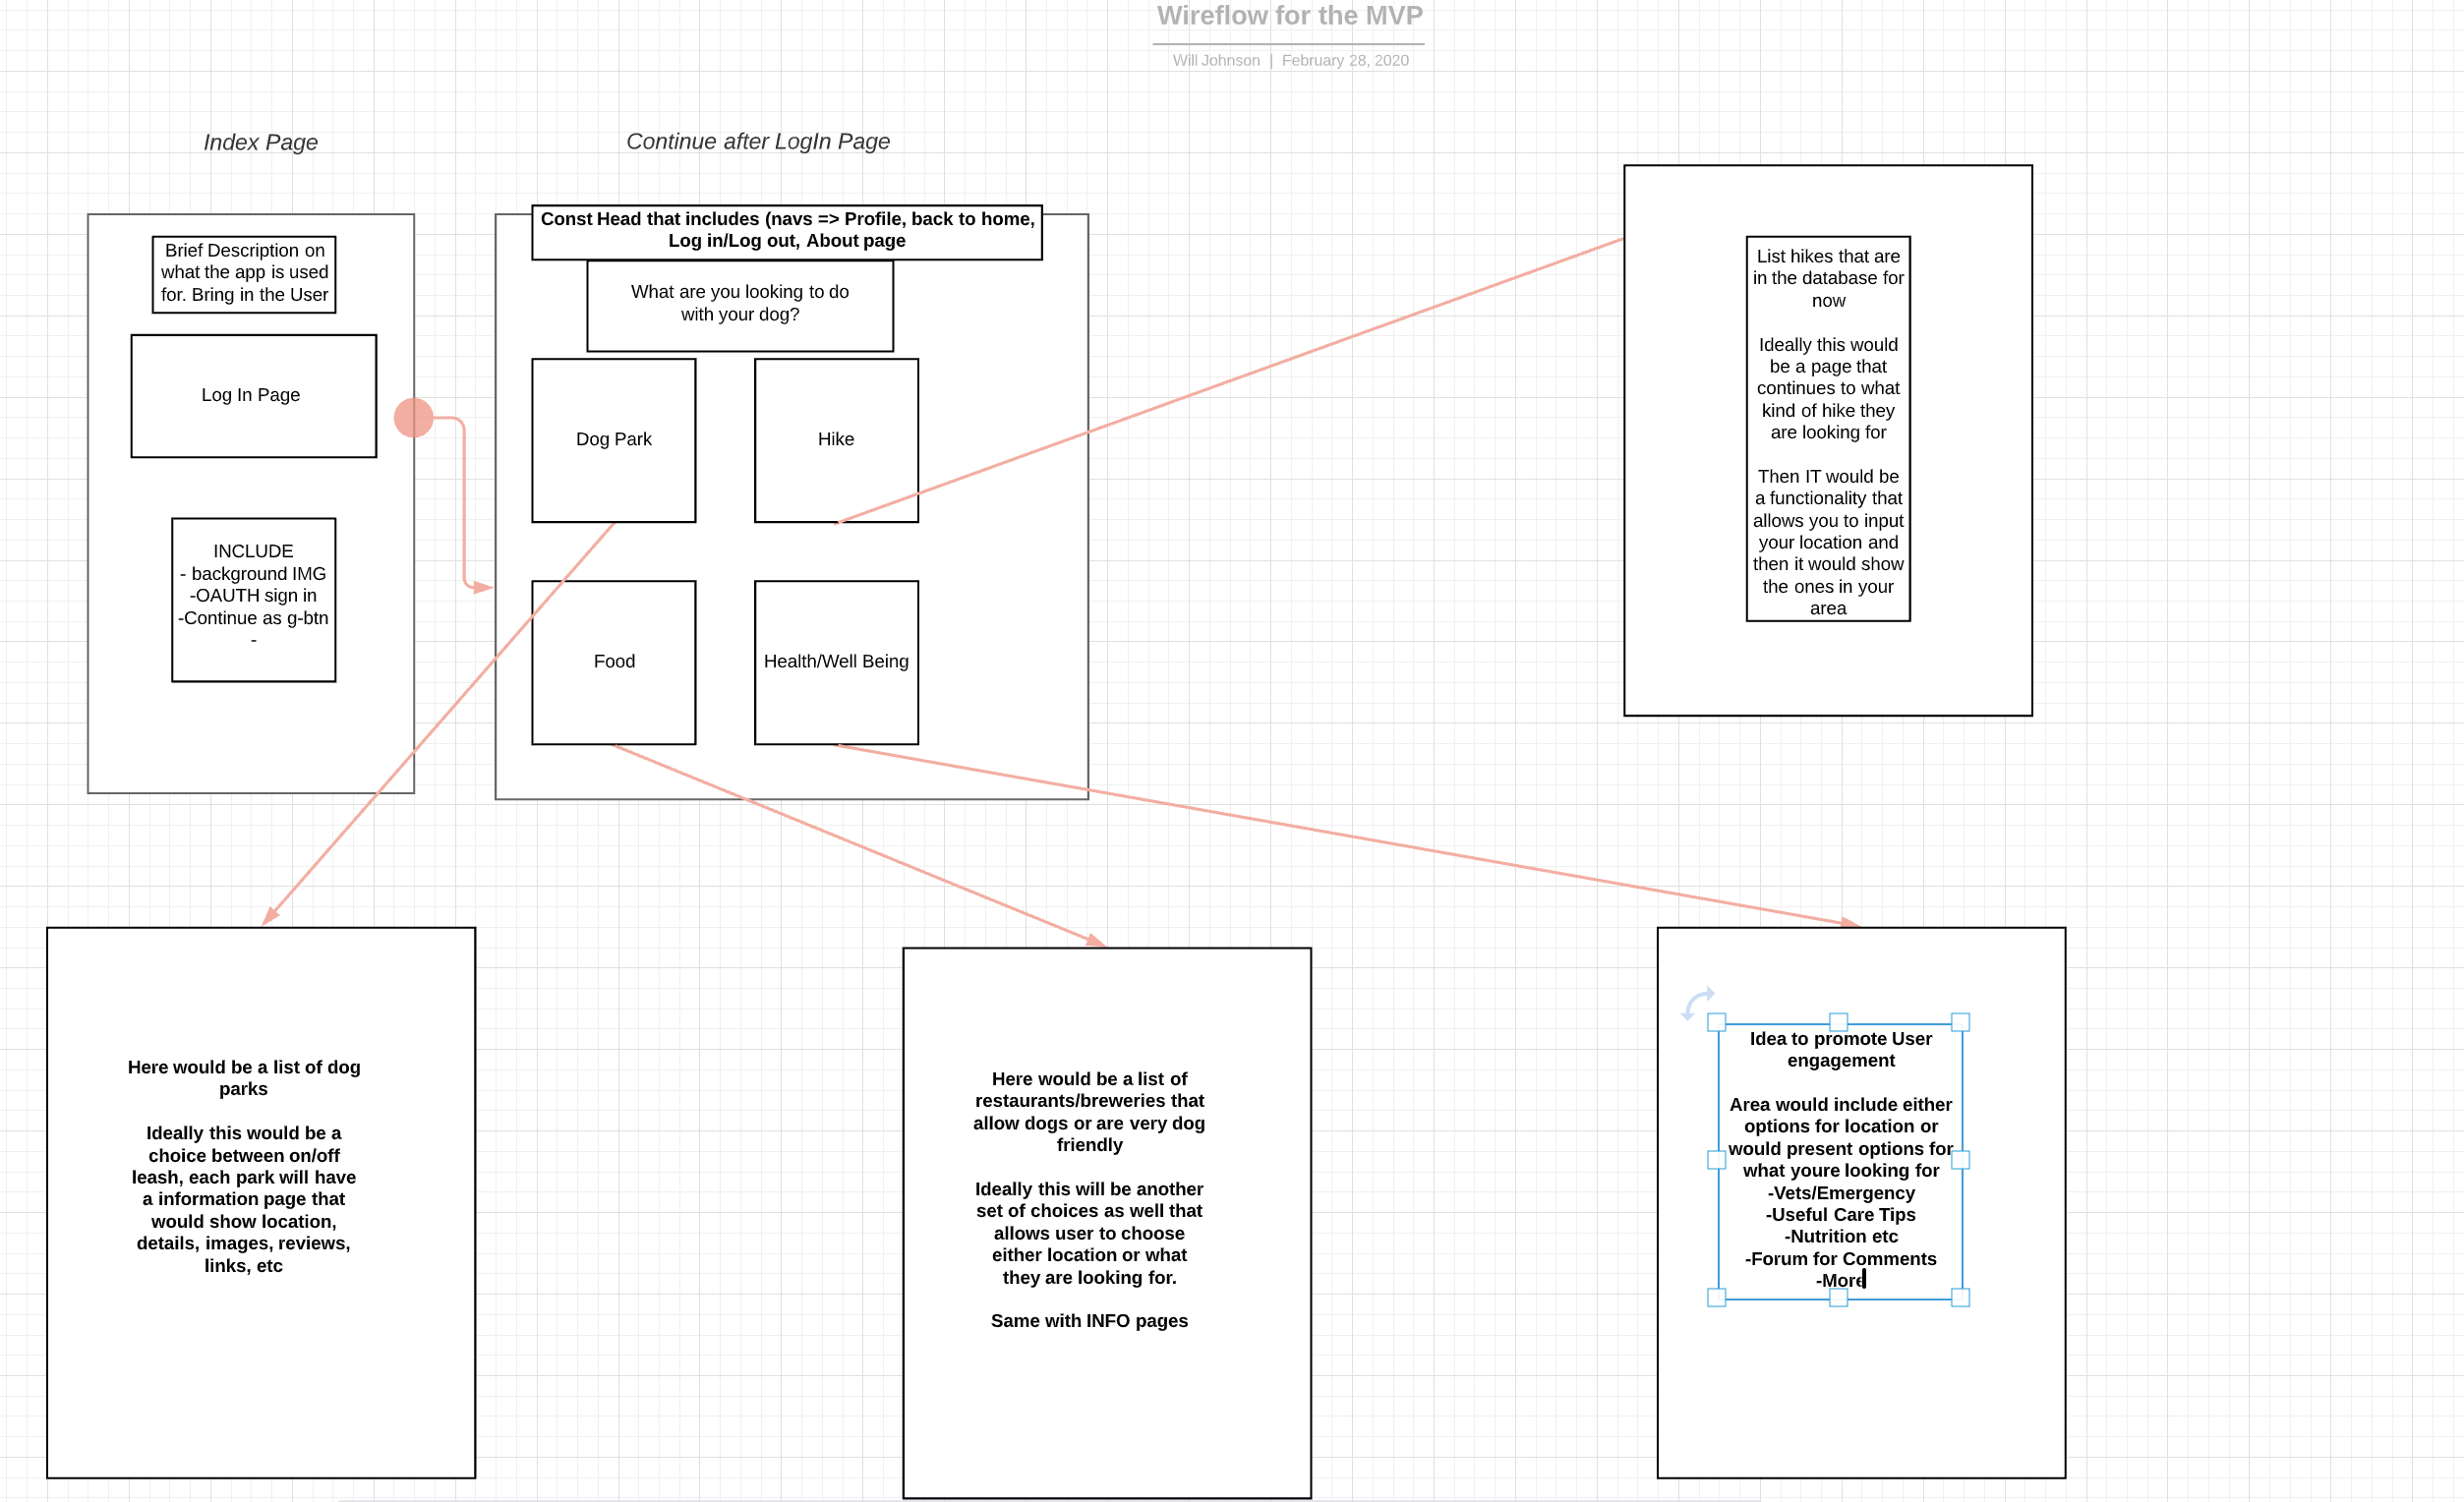 Wireflow for the MVP
Will Johnson | February 28, 2020
Index Page
Continue after LogIn Page
Brief Description on
what the app is used
for. Bring in the User
Log In Page
INCLUDE
- background IMG
-OAUTH sign in
-Continue as g-btn
-
Const Head that includes (navs => Profile, back to home,
Log in/Log out, About page
What are you looking to do
with your dog?
Dog Park
Hike
Food
Health/Well Being
List hikes that are
in the database for
now
Ideally this would
be a page that
continues to what
kind of hike they
are looking for
Then IT would be
a functionality that
allows you to input
your location and
then it would show
the ones in your
area
Here would be a list of dog
parks
Ideally this would be a
choice between on/off
leash, each park will have
a information page that
would show location,
details, images, reviews,
links, etc
Here would be a list of
restaurants/breweries that
allow dogs or are very dog
friendly
Ideally this will be another
set of choices as well that
allows user to choose
either location or what
they are looking for.
Same with INFO pages
Idea to promote User
engagement
Area would include either
options for location or
would present options for
what youre looking for
-Vets/Emergency
-Useful Care Tips
-Nutrition etc
-Forum for Comments
-More